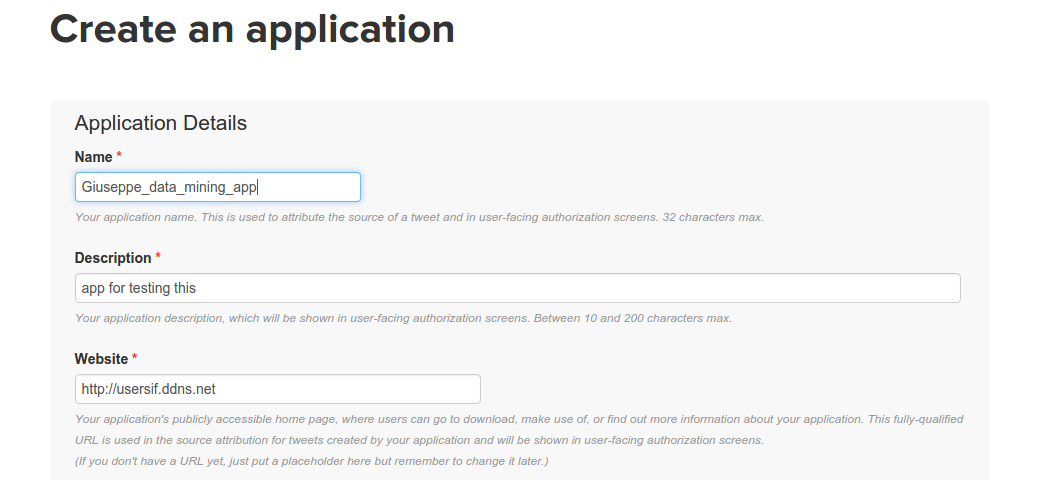 Create an application
Application Details
Name *
Giuseppe_data_mining_app
Your application name. This is used to attribute the source of a tweet and in user-facing authorization screens. 32 characters max.
Description *
app for testing this
Your application description, which will be shown in user-facing authorization screens. Between 10 and 200 characters max.
Website *
http://usersif.ddns.net
Your application's publicly accessible home page, where users can go to download, make use of, or find out more information about your application. This fully-qualified
URL is used in the source attribution for tweets created by your application and will be shown in user-facing authorization screens.
(If you don't have a URL yet, just put a placeholder here but remember to change it later.)